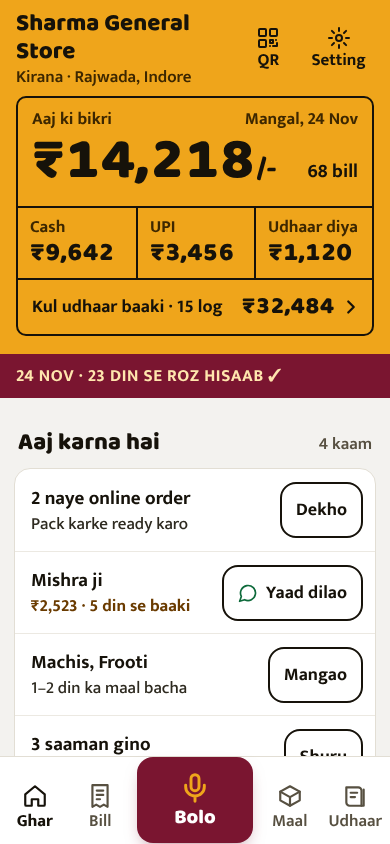 Sharma General
Store
Kirana · Rajwada, Indore
QR
Setting
Aaj ki bikri
Mangal, 24 Nov
₹14,218/-
68 bill
Cash
UPI
Udhaar diya
₹9,642
₹3,456
₹1,120
Kul udhaar baaki · 15 log
₹32,484
24 NOV · 23 DIN SE ROZ HISAAB ✓
Aaj karna hai
4 kaam
2 naye online order
Pack karke ready karo
Dekho
Mishra ji
₹2,523 · 5 din se baaki
Yaad dilao
Machis, Frooti
1–2 din ka maal bacha
Mangao
3 saaman gino
Shuru
Ghar
Bill
Bolo
Maal
Udhaar